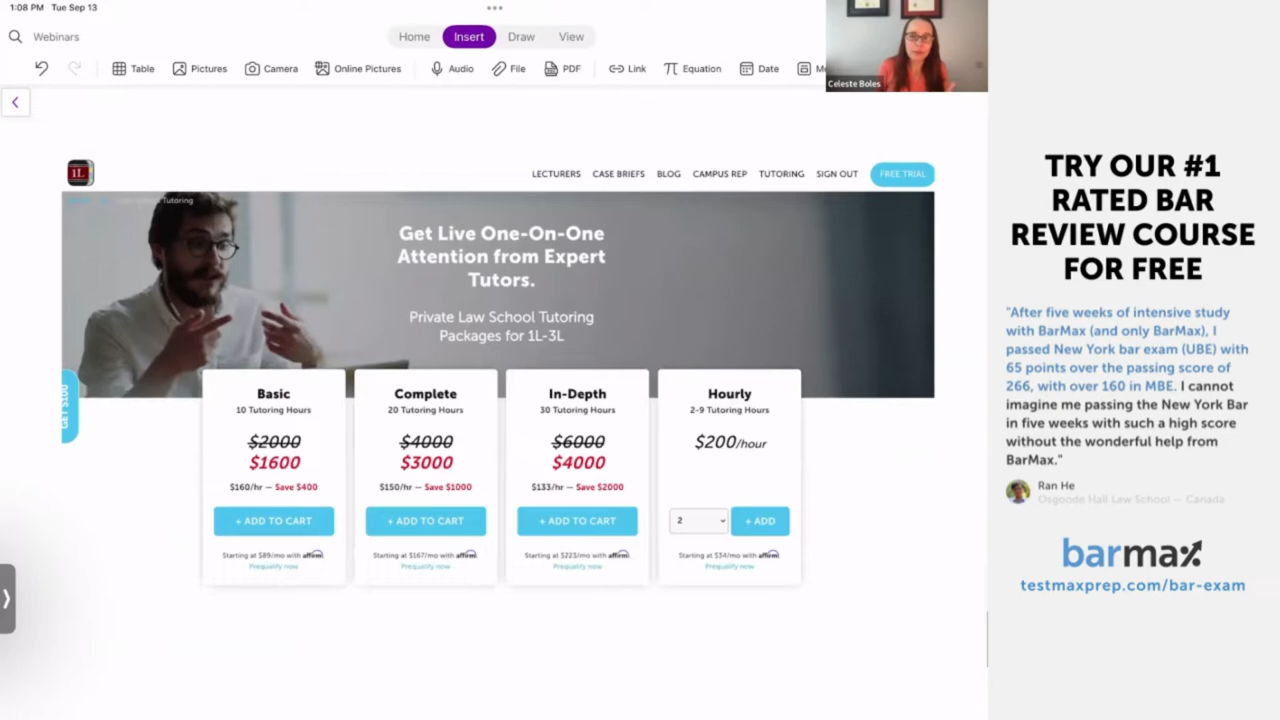 1:08 PM Tue Sep 13
Webinars
Home Insert Draw View
Table Pictures Camera Online Pictures Audio File PDF Link Equation Date
Celeste Boles
1L
LECTURERS CASE BRIEFS BLOG CAMPUS REP TUTORING SIGN OUT FREE TRIAL
Tutoring
Get Live One-On-One
Attention from Expert
Tutors.
Private Law School Tutoring
Packages for 1L-3L
GET $100
Basic
10 Tutoring Hours
$2000
$1600
$160/hr — Save $400
+ ADD TO CART
Starting at $89/mo with affirm.
Prequalify now
Complete
20 Tutoring Hours
$4000
$3000
$150/hr — Save $1000
+ ADD TO CART
Starting at $167/mo with affirm.
Prequalify now
In-Depth
30 Tutoring Hours
$6000
$4000
$133/hr — Save $2000
+ ADD TO CART
Starting at $223/mo with affirm.
Prequalify now
Hourly
2-9 Tutoring Hours
$200/hour
2 + ADD
Starting at $34/mo with affirm.
Prequalify now
TRY OUR #1
RATED BAR
REVIEW COURSE
FOR FREE
"After five weeks of intensive study
with BarMax (and only BarMax), I
passed New York bar exam (UBE) with
65 points over the passing score of
266, with over 160 in MBE. I cannot
imagine me passing the New York Bar
in five weeks with such a high score
without the wonderful help from
BarMax."
Ran He
Osgoode Hall Law School — Canada
barmax
testmaxprep.com/bar-exam